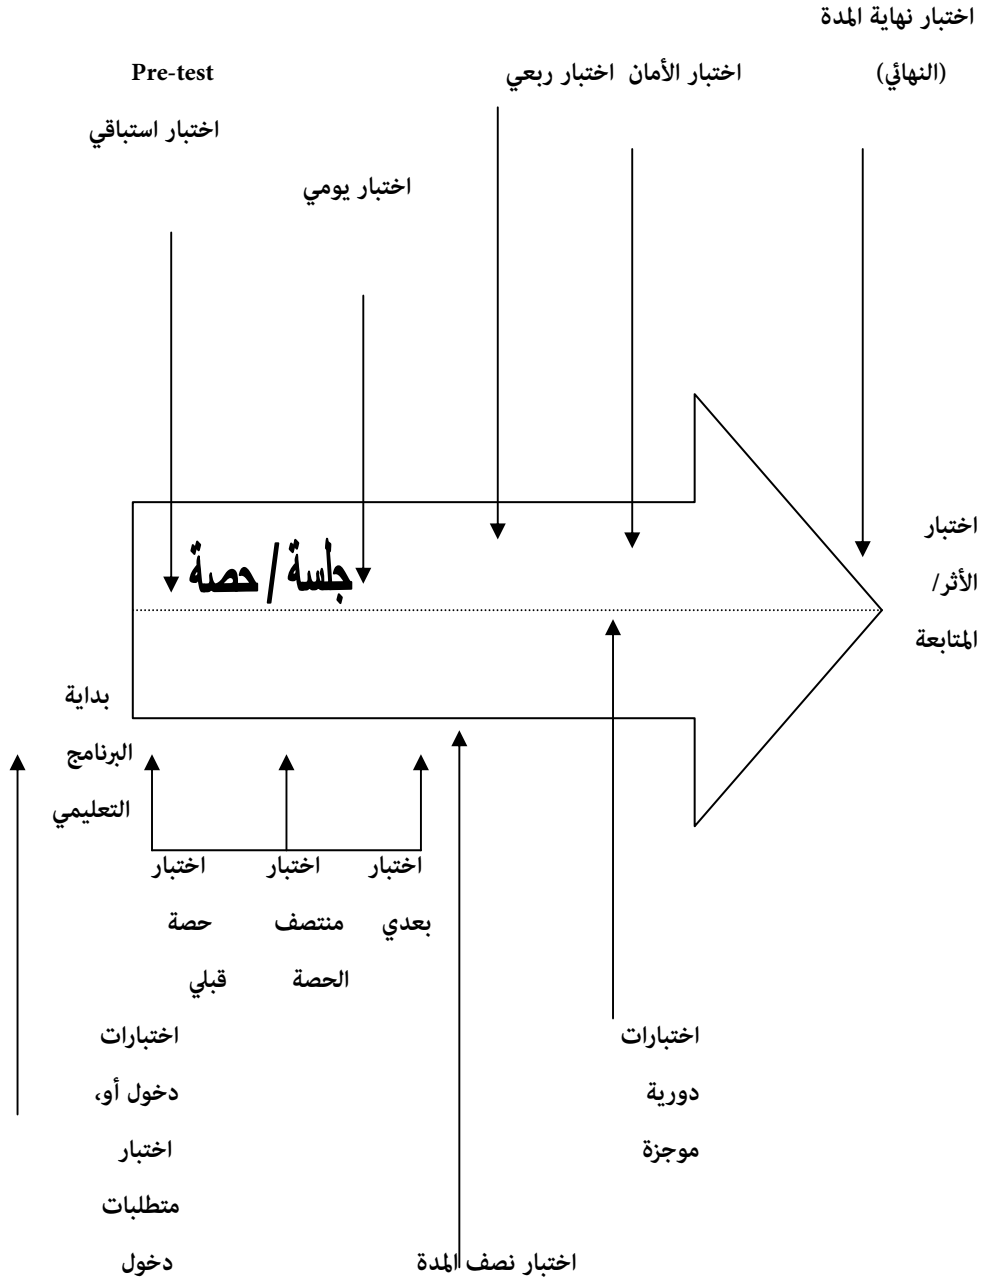 اختبار نهاية المدة
(النهائي)
اختبار الأمان
اختبار ربعي
Pre-test
اختبار استباقي
اختبار يومي
جلسة / حصة
اختبار
الأثر/
المتابعة
بداية
البرنامج
التعليمي
اختبار
حصة
قبلي
اختبار
منتصف
الحصة
اختبار
بعدي
اختبارات
دخول أو،
اختبار
متطلبات
دخول
اختبارات
دورية
موجزة
اختبار نصف المدة